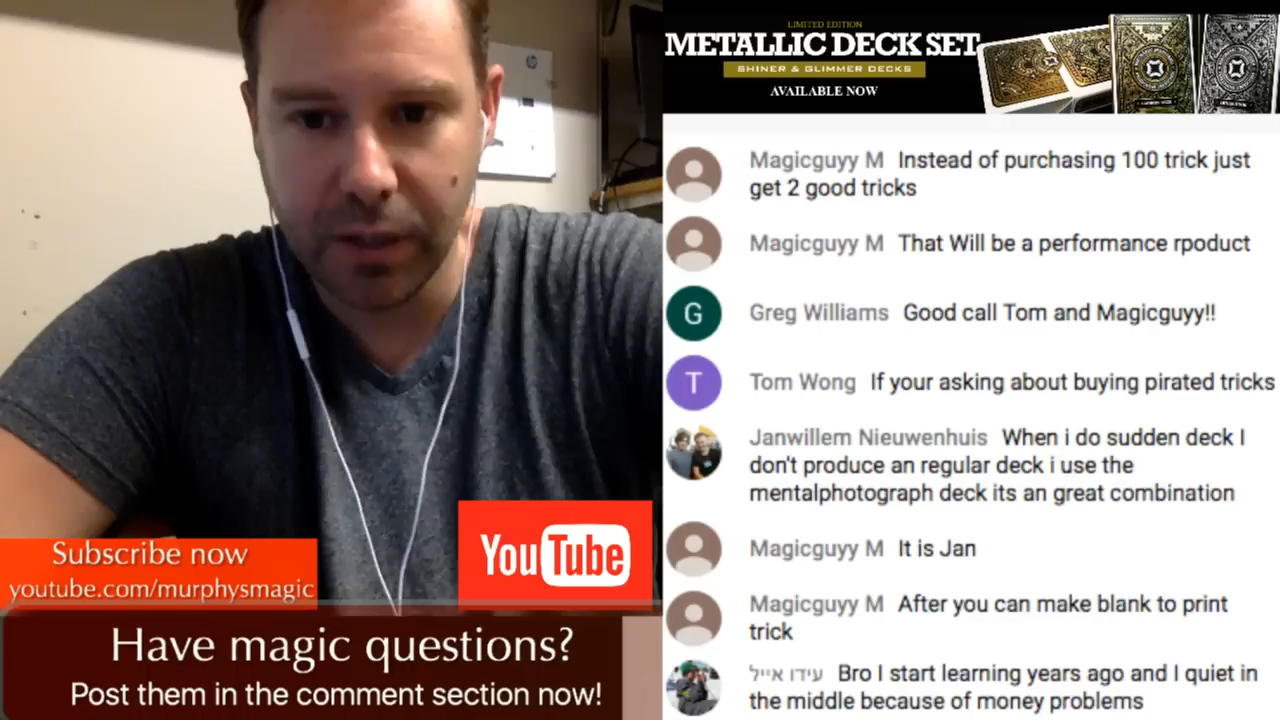 LIMITED EDITION
METALLIC DECK SET
SHINER & GLIMMER DECKS
AVAILABLE NOW
Magicguyy M Instead of purchasing 100 trick just
get 2 good tricks
Magicguyy M That Will be a performance rpoduct
G Greg Williams Good call Tom and Magicguyy!!
T Tom Wong If your asking about buying pirated tricks
Janwillem Nieuwenhuis When i do sudden deck I
don't produce an regular deck i use the
mentalphotograph deck its an great combination
Magicguyy M It is Jan
Magicguyy M After you can make blank to print
trick
עידו אייל Bro I start learning years ago and I quiet in
the middle because of money problems
YouTube
Subscribe now
youtube.com/murphysmagic
Have magic questions?
Post them in the comment section now!
hp